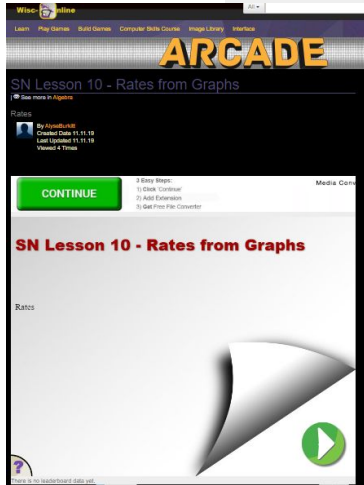 Wisc-Online
All
Learn Play Games Build Games Computer Skills Course Image Library Interface
ARCADE
SN Lesson 10 - Rates from Graphs
See more in Algebra
Rates
By AlysaBurkitt
Created Date 11.11.19
Last Updated 11.11.19
Viewed 4 Times
CONTINUE
3 Easy Steps:
1) Click 'Continue'
2) Add Extension
3) Get Free File Converter
Media Conv
SN Lesson 10 - Rates from Graphs
Rates
?
There is no leaderboard data yet.